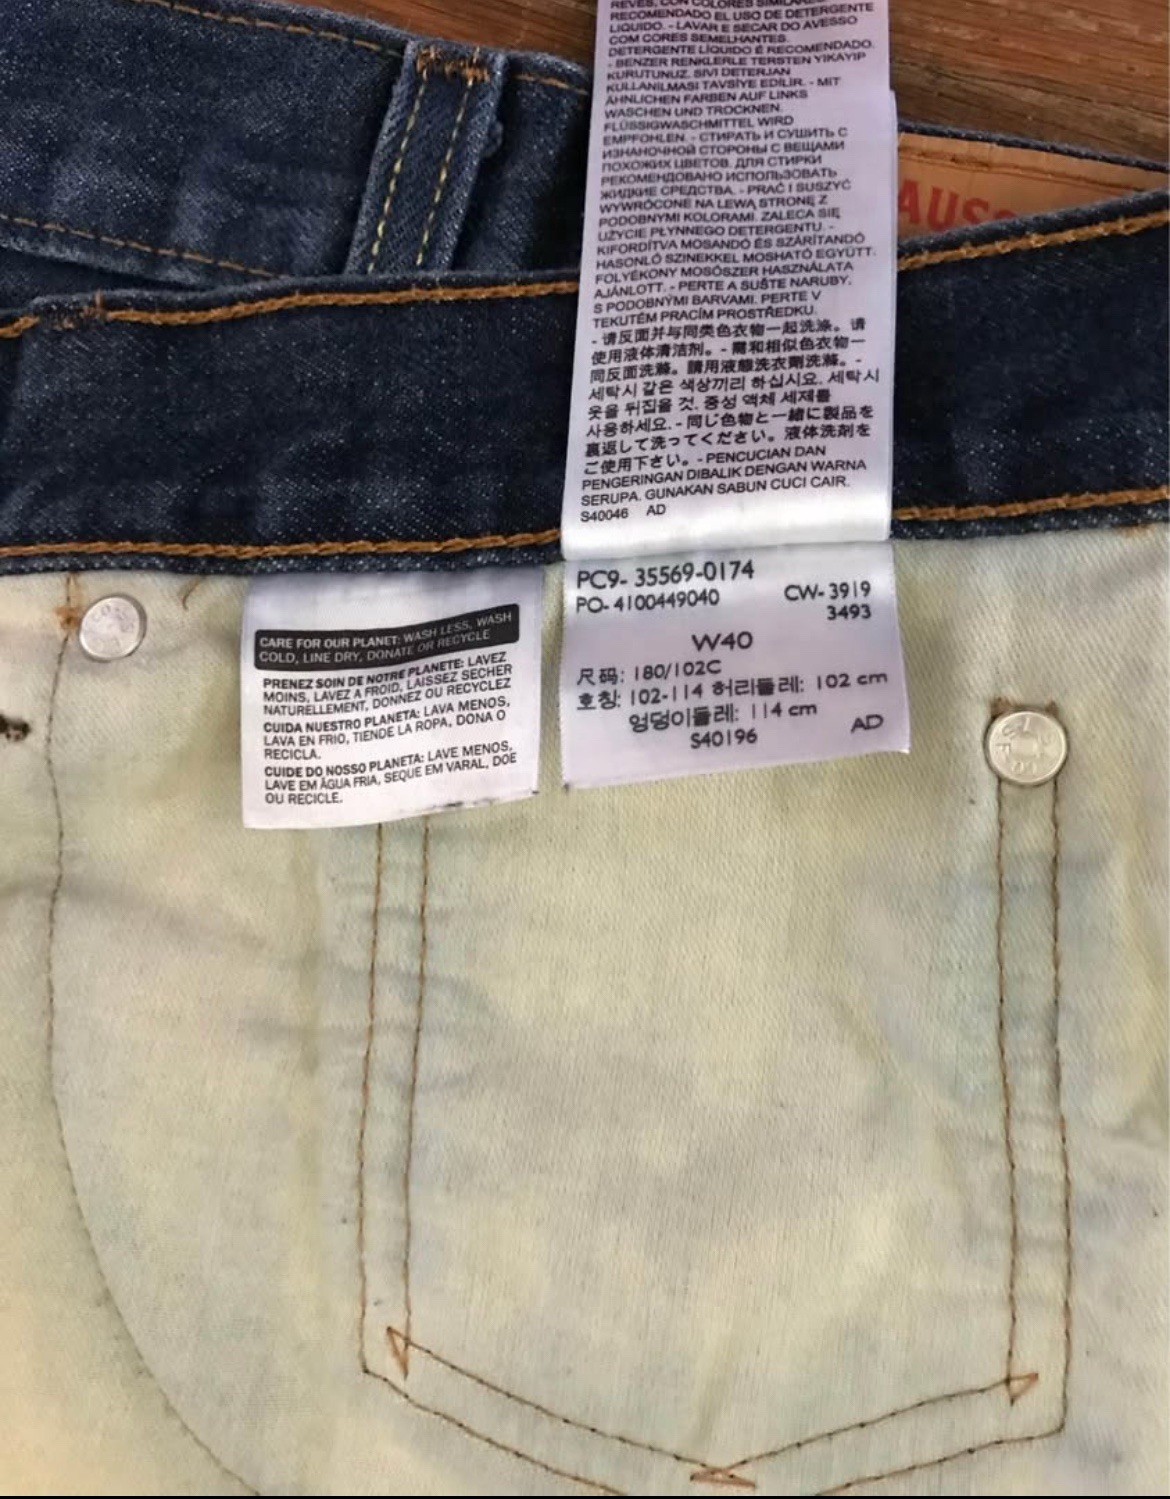 REVES, CON COLORES SIMILARES.
RECOMENDADO EL USO DE DETERGENTE
LIQUIDO. - LAVAR E SECAR DO AVESSO
COM CORES SEMELHANTES.
DETERGENTE LÍQUIDO É RECOMENDADO.
- BENZER RENKLERLE TERSTEN YIKAYIP
KURUTUNUZ. SIVI DETERJAN
KULLANILMASI TAVSİYE EDİLİR. - MIT
ÄHNLICHEN FARBEN AUF LINKS
WASCHEN UND TROCKNEN.
FLÜSSIGWASCHMITTEL WIRD
EMPFOHLEN. - СТИРАТЬ И СУШИТЬ С
ИЗНАНОЧНОЙ СТОРОНЫ С ВЕЩАМИ
ПОХОЖИХ ЦВЕТОВ. ДЛЯ СТИРКИ
РЕКОМЕНДОВАНО ИСПОЛЬЗОВАТЬ
ЖИДКИЕ СРЕДСТВА. - PRAĆ I SUSZYĆ
WYWRÓCONE NA LEWĄ STRONĘ Z
PODOBNYMI KOLORAMI. ZALECA SIĘ
UŻYCIE PŁYNNEGO DETERGENTU. -
KIFORDÍTVA MOSANDÓ ÉS SZÁRÍTANDÓ
HASONLÓ SZINEKKEL MOSHATÓ EGYÜTT.
FOLYÉKONY MOSÓSZER HASZNÁLATA
AJÁNLOTT. - PERTE A SUŠTE NARUBY,
S PODOBNÝMI BARVAMI. PERTE V
TEKUTÉM PRACÍM PROSTŘEDKU.
- 请反面并与同类色衣物一起洗涤。请
使用液体清洁剂。- 需和相似色衣物一
同反面洗滌。請用液態洗衣劑洗滌。-
세탁시 같은 색상끼리 하십시요. 세탁시
옷을 뒤집을 것. 중성 액체 세제를
사용하세요. - 同じ色物と一緒に製品を
裏返して洗ってください。液体洗剤を
ご使用下さい。- PENCUCIAN DAN
PENGERINGAN DIBALIK DENGAN WARNA
SERUPA. GUNAKAN SABUN CUCI CAIR.
S40046 AD
PC9- 35569-0174
PO- 4100449040 CW- 3919
3493
W40
尺码: 180/102C
호칭: 102-114 허리둘레: 102 cm
엉덩이둘레: 114 cm AD
S40196
CARE FOR OUR PLANET: WASH LESS, WASH
COLD, LINE DRY, DONATE OR RECYCLE
PRENEZ SOIN DE NOTRE PLANETE: LAVEZ
MOINS, LAVEZ A FROID, LAISSEZ SECHER
NATURELLEMENT, DONNEZ OU RECYCLEZ
CUIDA NUESTRO PLANETA: LAVA MENOS,
LAVA EN FRIO, TIENDE LA ROPA, DONA O
RECICLA.
CUIDE DO NOSSO PLANETA: LAVE MENOS,
LAVE EM ÁGUA FRIA, SEQUE EM VARAL, DOE
OU RECICLE.